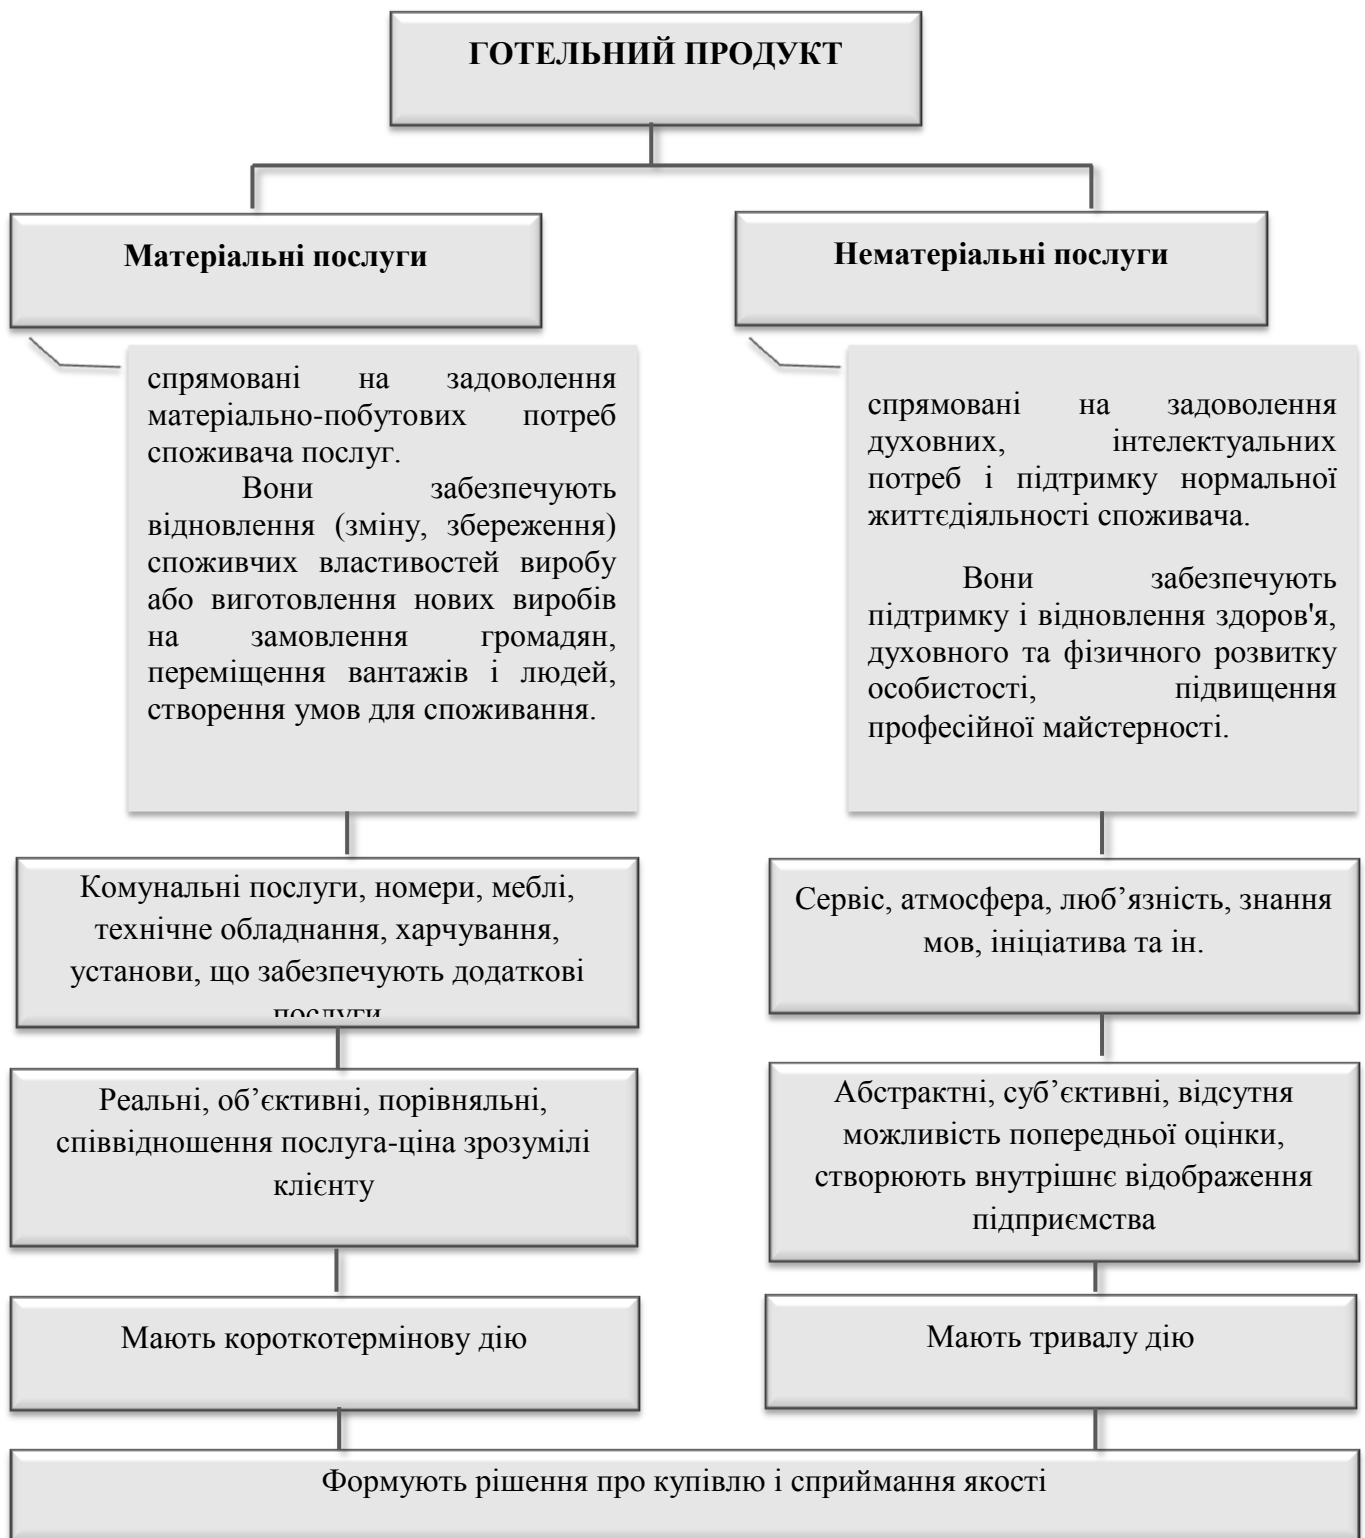 ГОТЕЛЬНИЙ ПРОДУКТ
Матеріальні послуги
спрямовані на задоволення
матеріально-побутових потреб
споживача послуг.
Вони забезпечують
відновлення (зміну, збереження)
споживчих властивостей виробу
або виготовлення нових виробів
на замовлення громадян,
переміщення вантажів і людей,
створення умов для споживання.
Комунальні послуги, номери, меблі,
технічне обладнання, харчування,
установи, що забезпечують додаткові
послуги
Реальні, об’єктивні, порівняльні,
співвідношення послуга-ціна зрозумілі
клієнту
Мають короткотермінову дію
Нематеріальні послуги
спрямовані на задоволення
духовних, інтелектуальних
потреб і підтримку нормальної
життєдіяльності споживача.
Вони забезпечують
підтримку і відновлення здоров'я,
духовного та фізичного розвитку
особистості, підвищення
професійної майстерності.
Сервіс, атмосфера, люб’язність, знання
мов, ініціатива та ін.
Абстрактні, суб’єктивні, відсутня
можливість попередньої оцінки,
створюють внутрішнє відображення
підприємства
Мають тривалу дію
Формують рішення про купівлю і сприймання якості